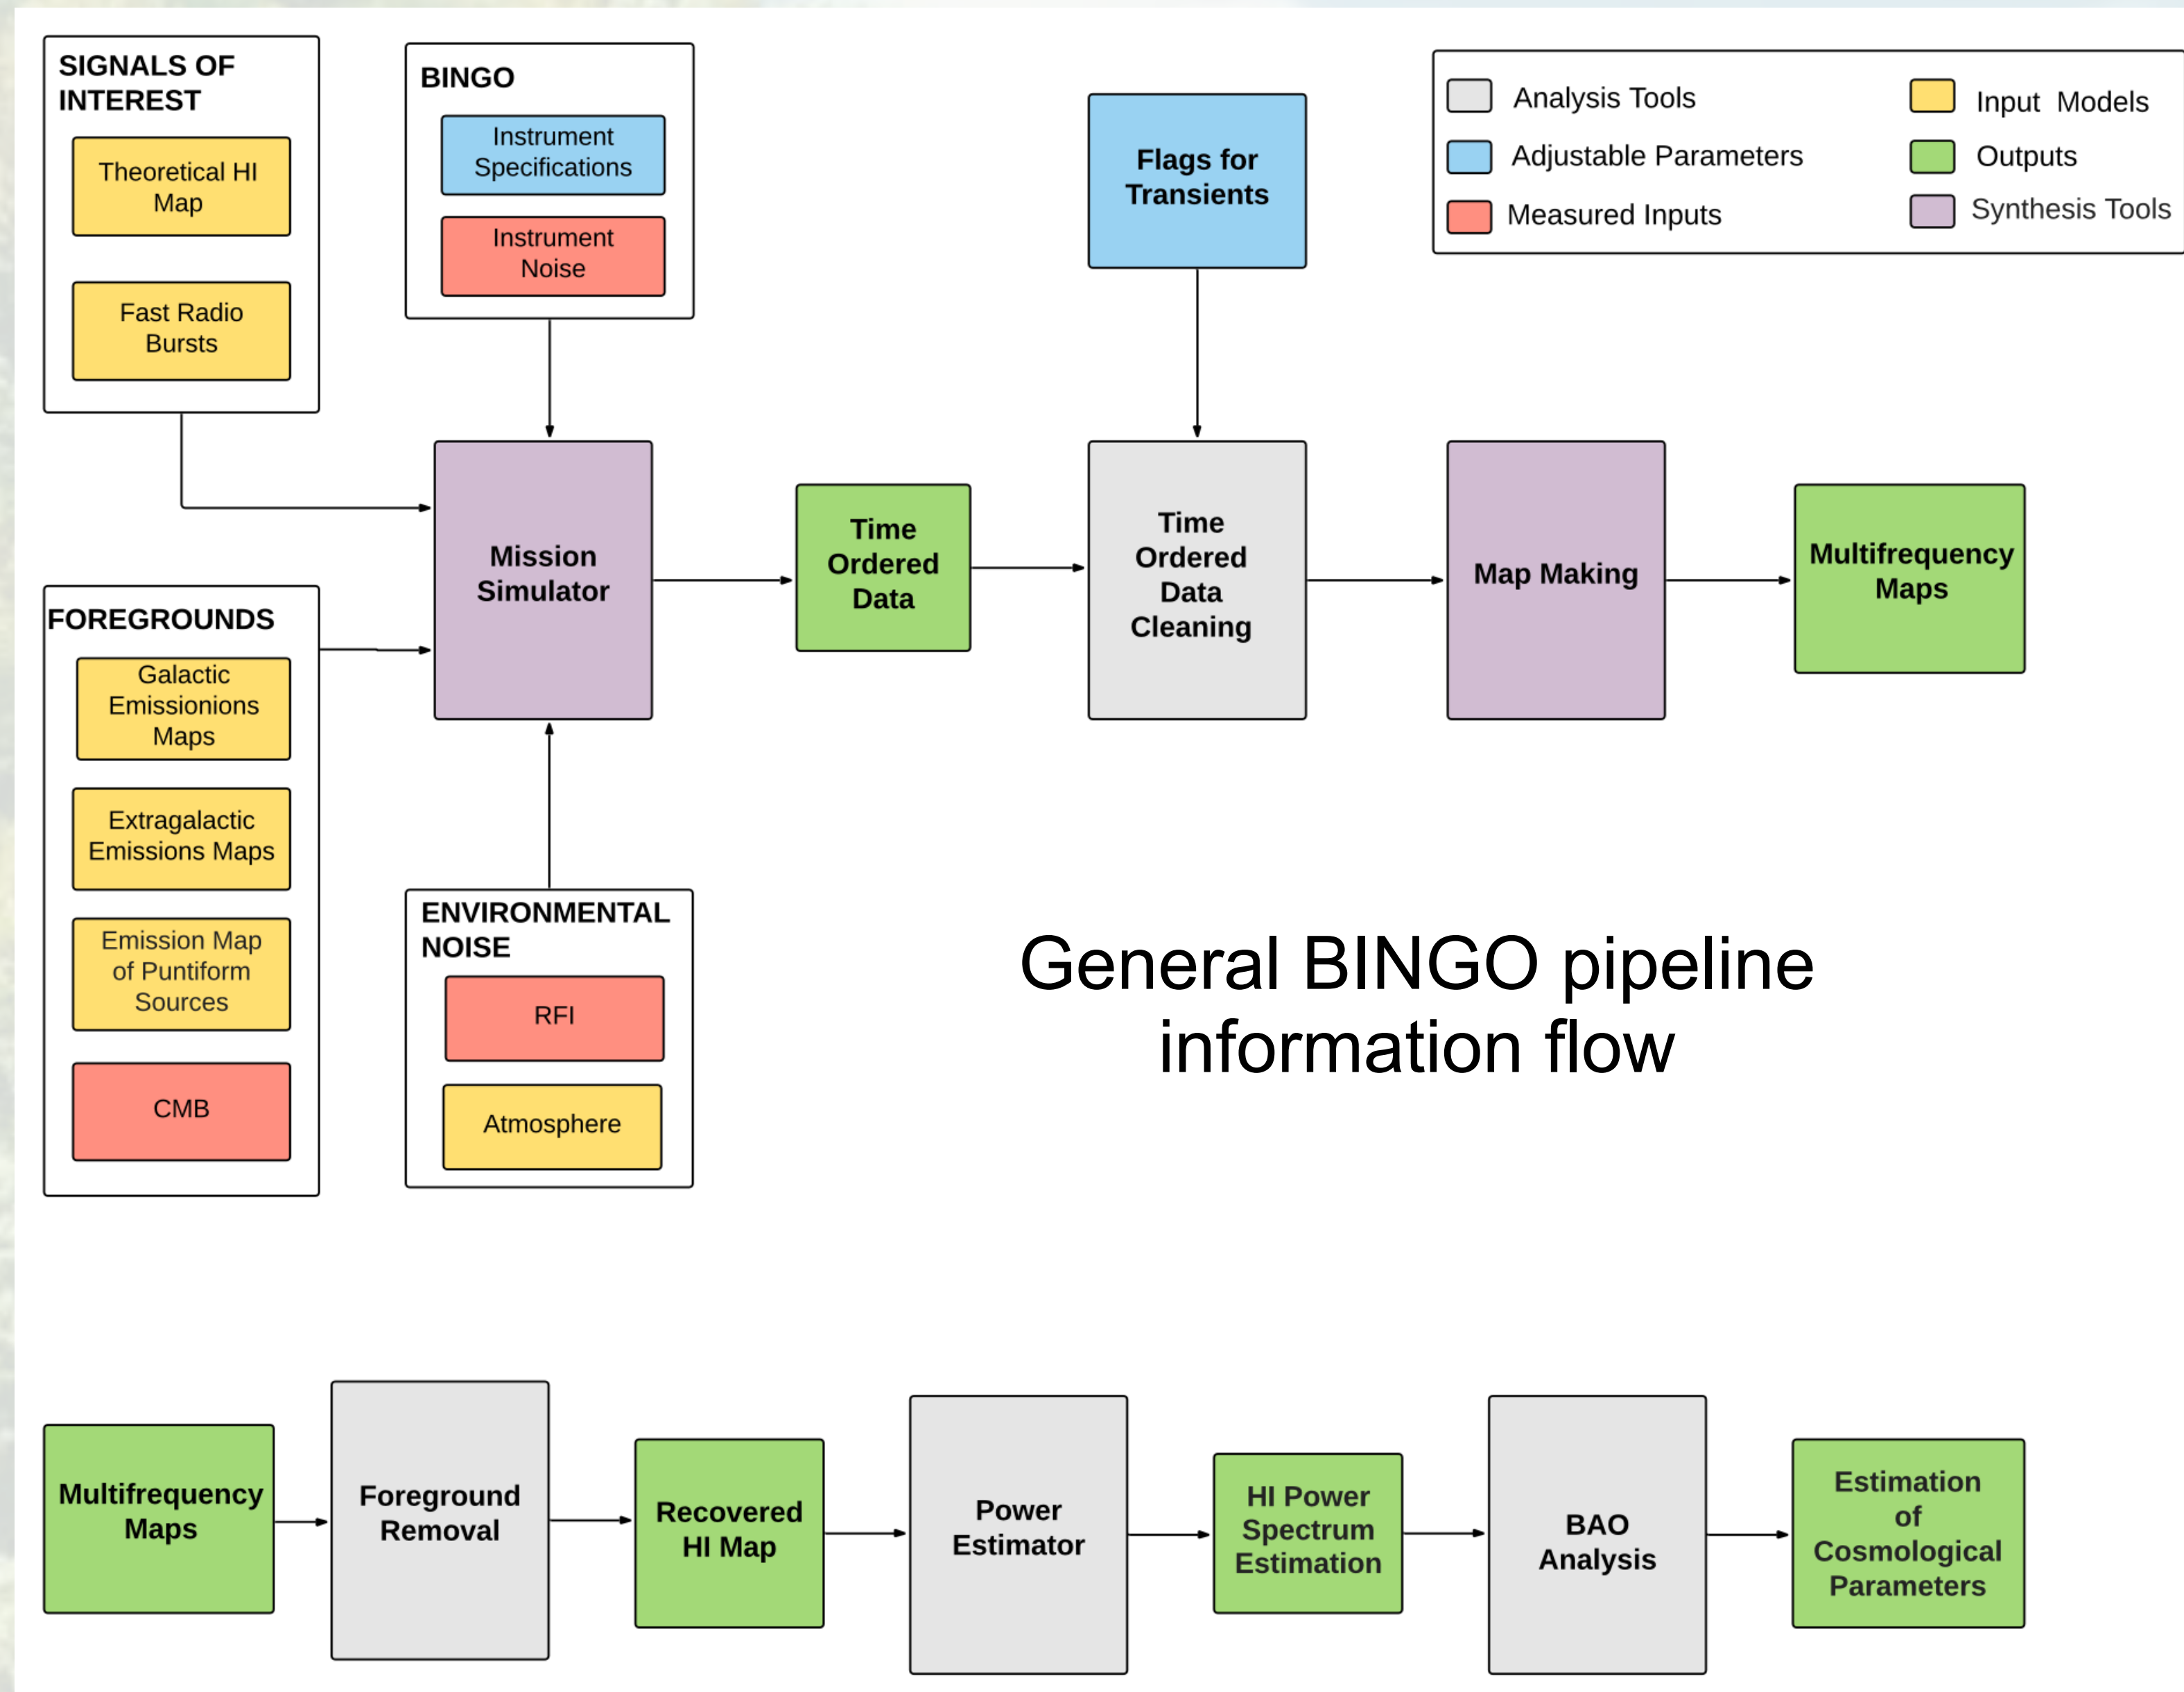 SIGNALS OF
INTEREST
Theoretical HI
Map
Fast Radio
Bursts
BINGO
Instrument
Specifications
Instrument
Noise
Flags for
Transients
Analysis Tools
Adjustable Parameters
Measured Inputs
Input Models
Outputs
Synthesis Tools
Mission
Simulator
Time
Ordered
Data
Time
Ordered
Data
Cleaning
Map Making
Multifrequency
Maps
FOREGROUNDS
Galactic
Emissionions
Maps
Extragalactic
Emissions Maps
Emission Map
of Puntiform
Sources
CMB
ENVIRONMENTAL
NOISE
RFI
Atmosphere
General BINGO pipeline
information flow
Multifrequency
Maps
Foreground
Removal
Recovered
HI Map
Power
Estimator
HI Power
Spectrum
Estimation
BAO
Analysis
Estimation
of
Cosmological
Parameters